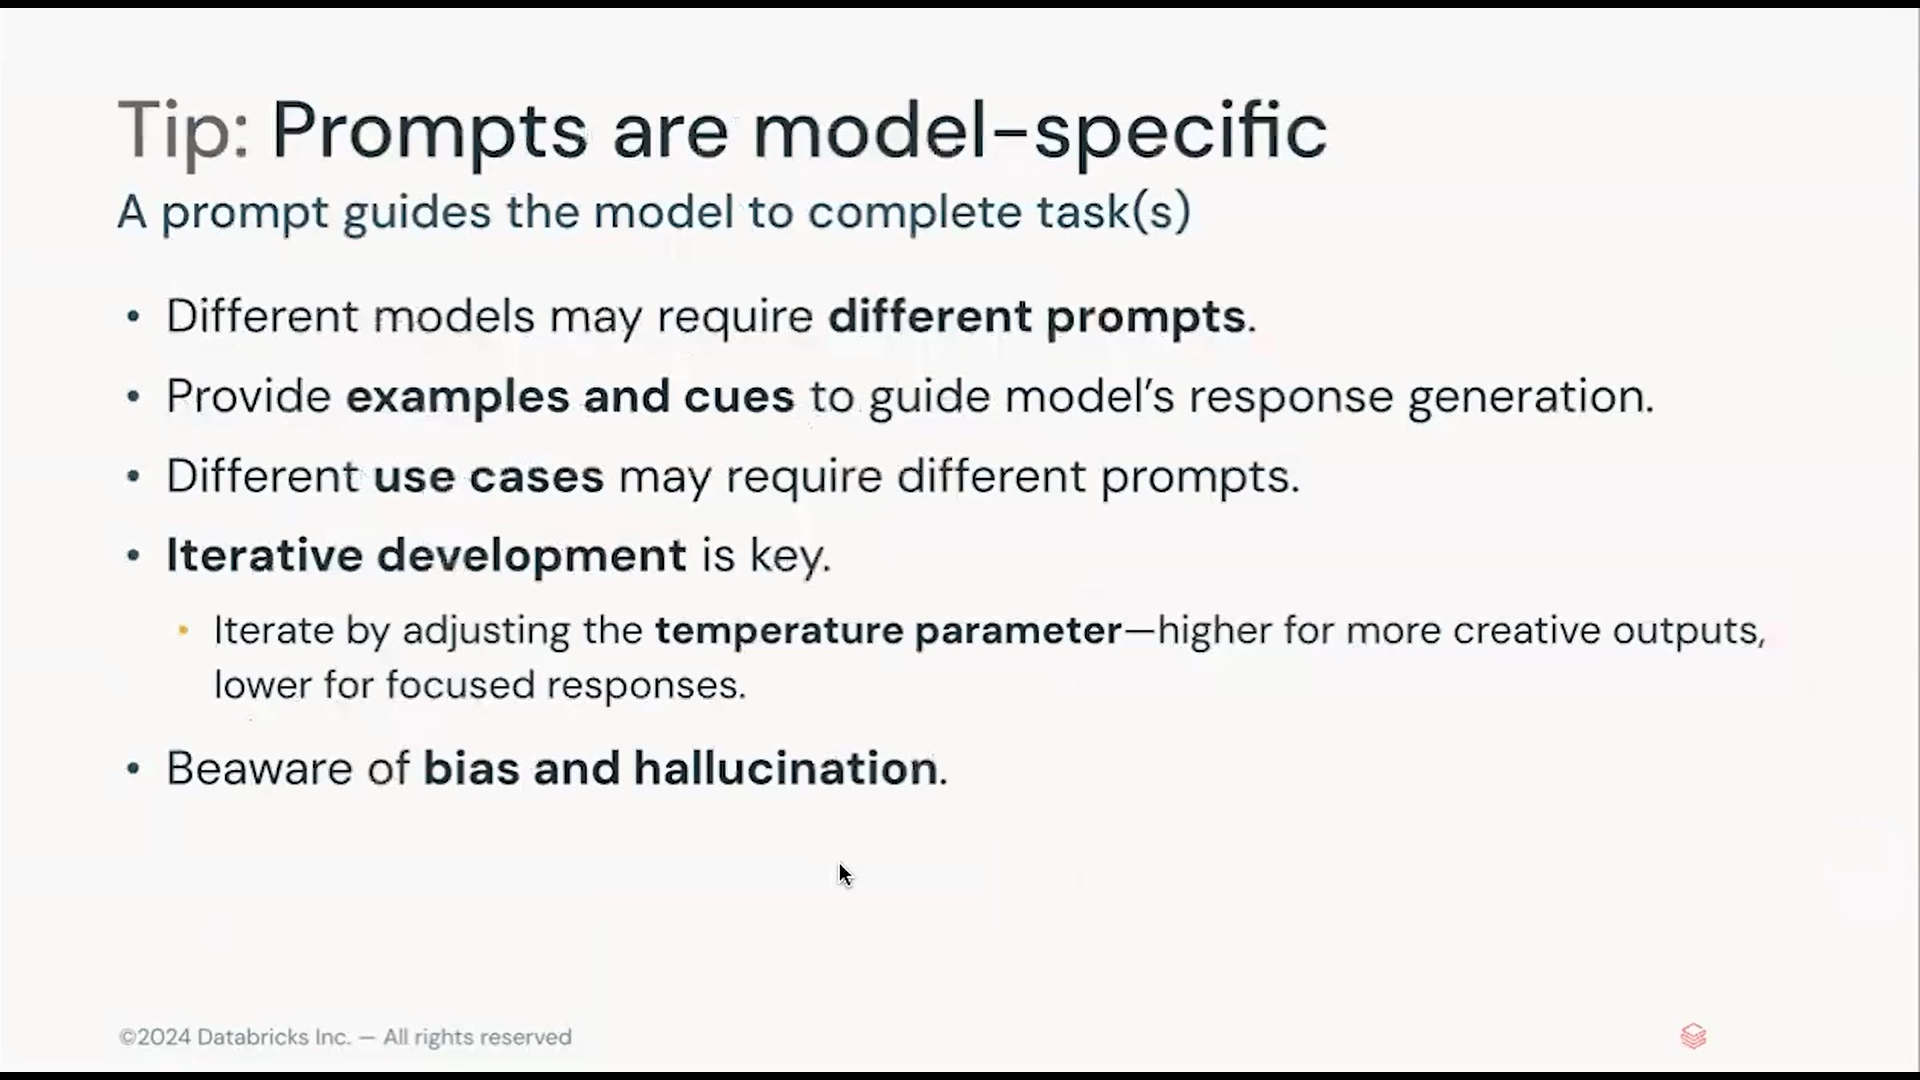 Tip: Prompts are model-specific
A prompt guides the model to complete task(s)
• Different models may require different prompts.
• Provide examples and cues to guide model’s response generation.
• Different use cases may require different prompts.
• Iterative development is key.
• Iterate by adjusting the temperature parameter—higher for more creative outputs,
lower for focused responses.
• Beaware of bias and hallucination.
©2024 Databricks Inc. — All rights reserved